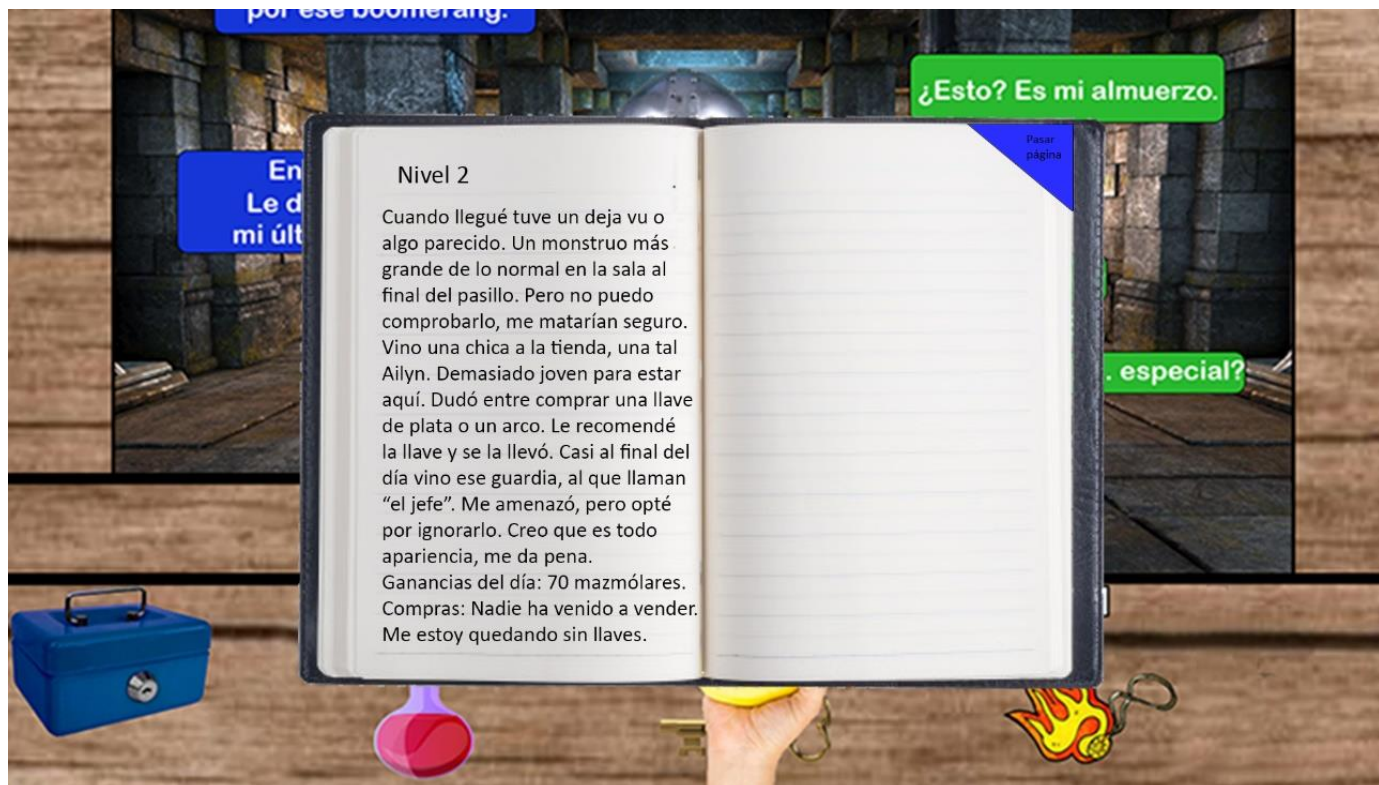 por ese boomerang.
¿Esto? Es mi almuerzo.
En
Le d
mi últ
. especial?
Pasar
página
Nivel 2
Cuando llegué tuve un deja vu o
algo parecido. Un monstruo más
grande de lo normal en la sala al
final del pasillo. Pero no puedo
comprobarlo, me matarían seguro.
Vino una chica a la tienda, una tal
Ailyn. Demasiado joven para estar
aquí. Dudó entre comprar una llave
de plata o un arco. Le recomendé
la llave y se la llevó. Casi al final del
día vino ese guardia, al que llaman
“el jefe”. Me amenazó, pero opté
por ignorarlo. Creo que es todo
apariencia, me da pena.
Ganancias del día: 70 mazmólares.
Compras: Nadie ha venido a vender.
Me estoy quedando sin llaves.